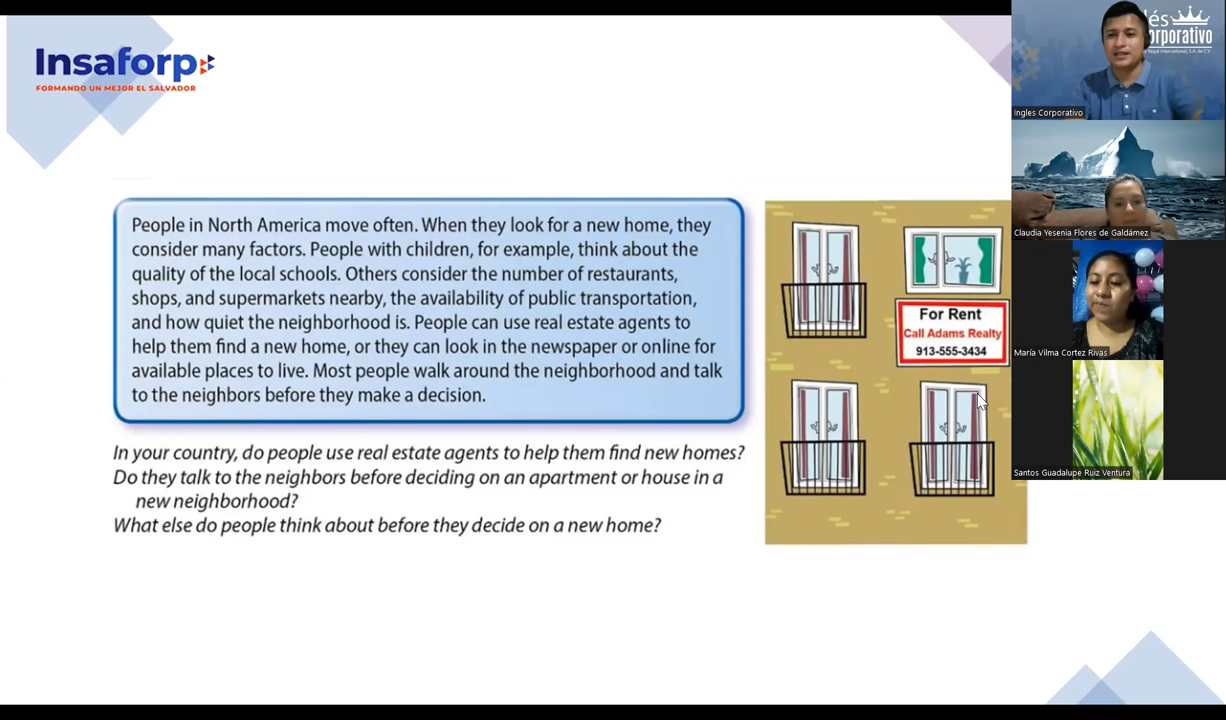 Insaforp
FORMANDO UN MEJOR EL SALVADOR
People in North America move often. When they look for a new home, they
consider many factors. People with children, for example, think about the
quality of the local schools. Others consider the number of restaurants,
shops, and supermarkets nearby, the availability of public transportation,
and how quiet the neighborhood is. People can use real estate agents to
help them find a new home, or they can look in the newspaper or online for
available places to live. Most people walk around the neighborhood and talk
to the neighbors before they make a decision.
In your country, do people use real estate agents to help them find new homes?
Do they talk to the neighbors before deciding on an apartment or house in a
new neighborhood?
What else do people think about before they decide on a new home?
For Rent
Call Adams Realty
913-555-3434
Ingles Corporativo
Claudia Yesenia Flores de Galdámez
María Vilma Cortez Rivas
Santos Guadalupe Ruiz Ventura